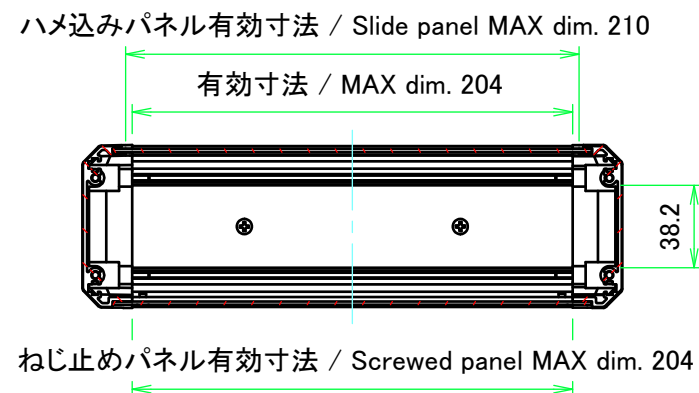 ハメ込みパネル有効寸法 / Slide panel MAX dim. 210
有効寸法 / MAX dim. 204
38.2
ねじ止めパネル有効寸法 / Screwed panel MAX dim. 204